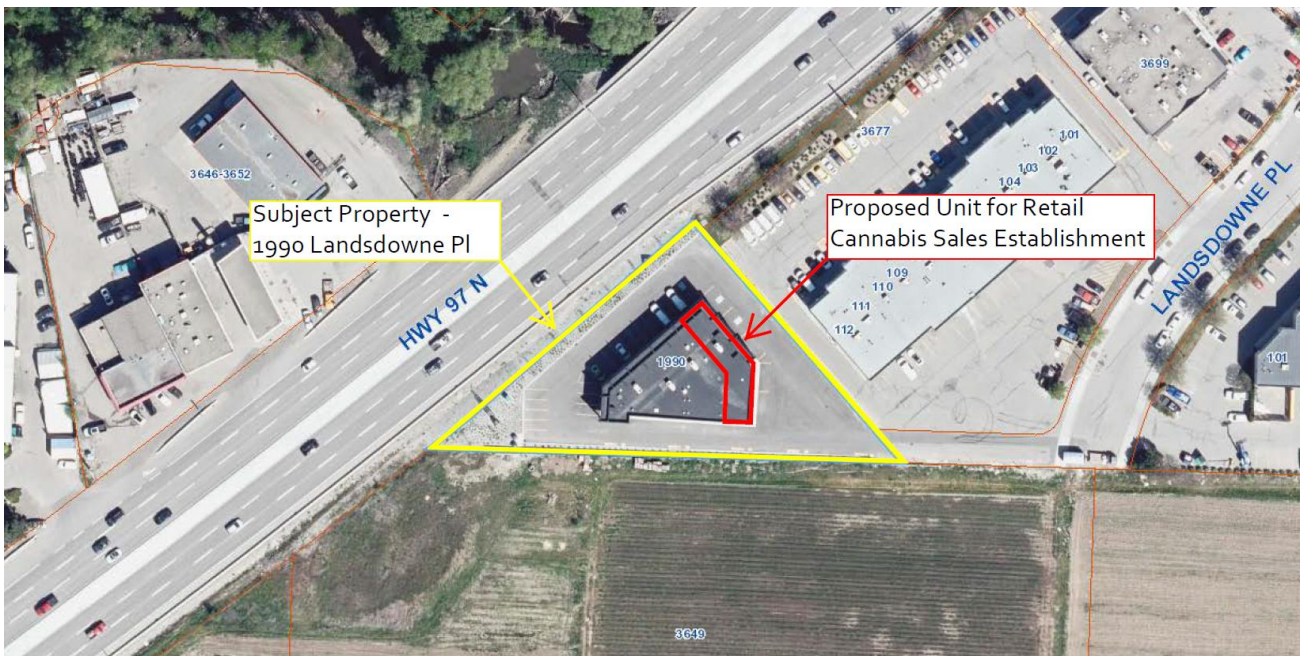 3699
3677
101
102
103
104
3646-3652
Subject Property -
1990 Landsdowne Pl
Proposed Unit for Retail
Cannabis Sales Establishment
LANDSDOWNE PL
HWY 97 N
109
110
111
112
1990
101
3649